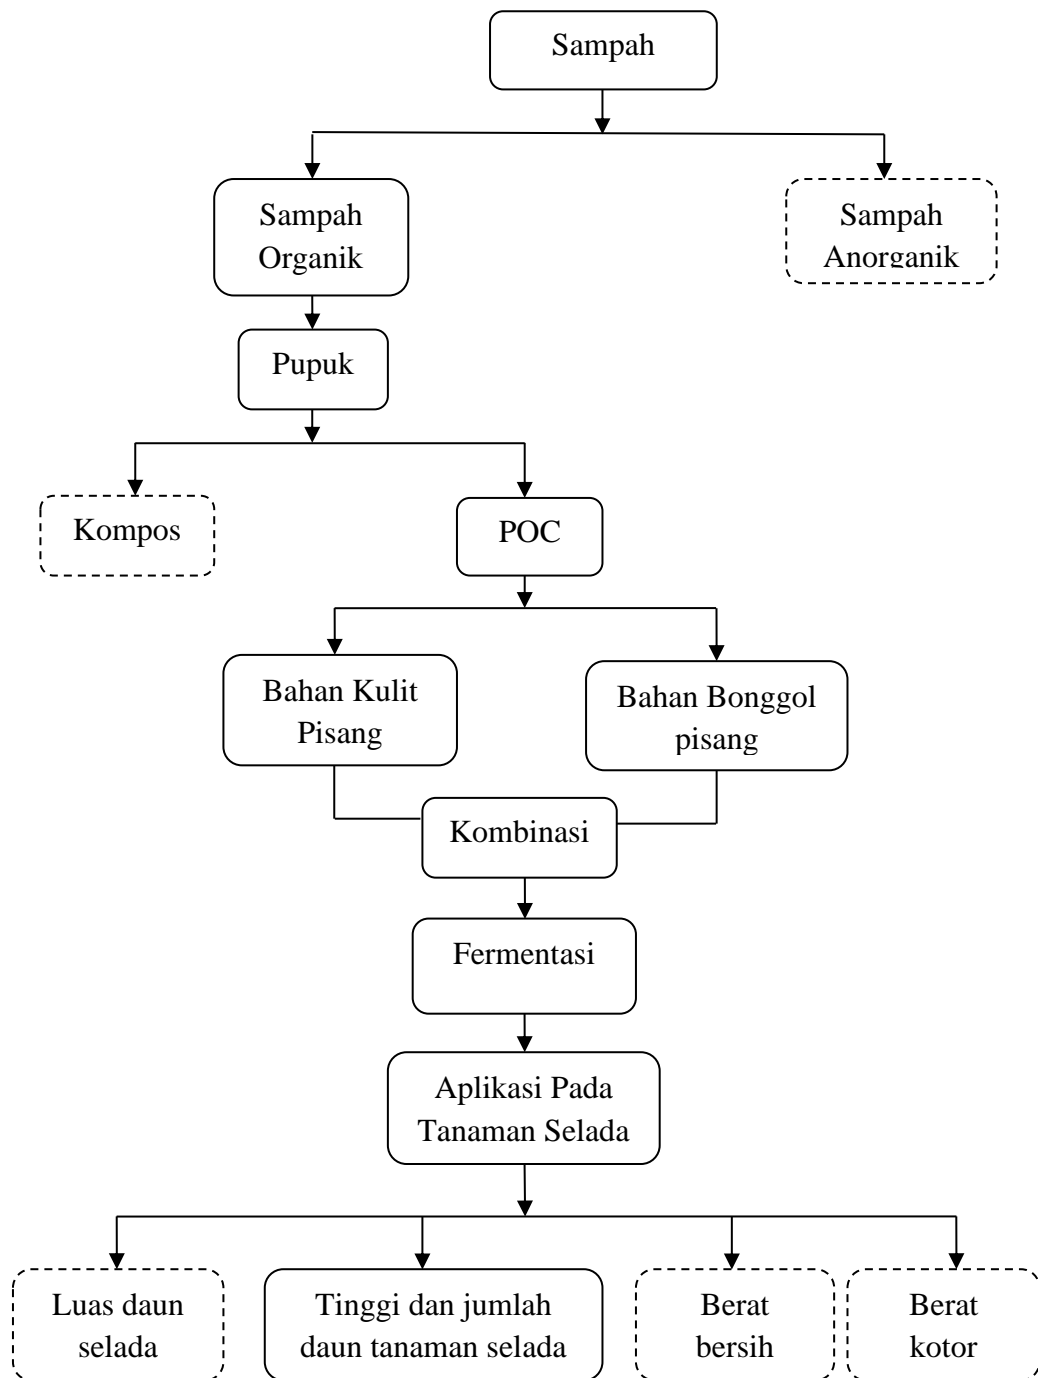 Sampah
Sampah
Organik
Sampah
Anorganik
Pupuk
Kompos
POC
Bahan Kulit
Pisang
Bahan Bonggol
pisang
Kombinasi
Fermentasi
Aplikasi Pada
Tanaman Selada
Luas daun
selada
Tinggi dan jumlah
daun tanaman selada
Berat
bersih
Berat
kotor